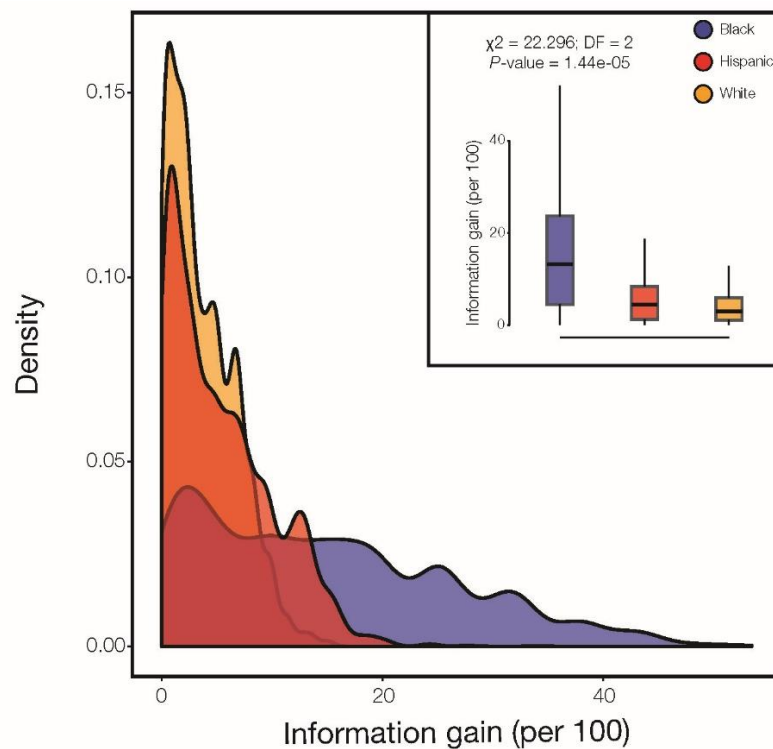 χ2 = 22.296; DF = 2
P-value = 1.44e-05
Black
Hispanic
White
Information gain (per 100)
40
20
0
Density
0.15
0.10
0.05
0.00
0
20
40
Information gain (per 100)